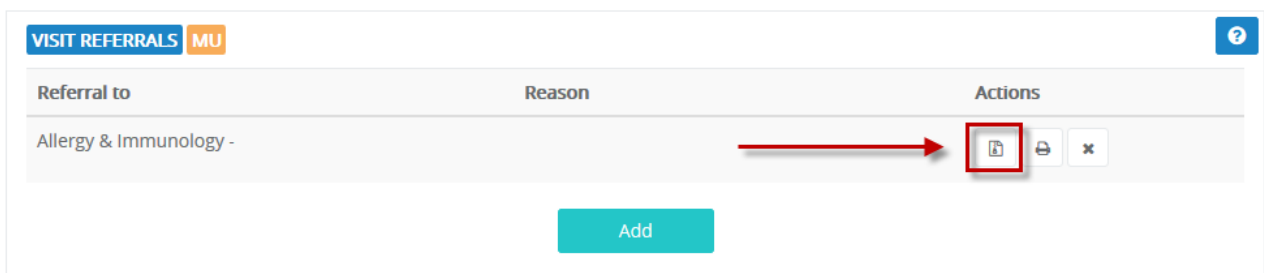 VISIT REFERRALS MU
Referral to Reason Actions
Allergy & Immunology -
Add